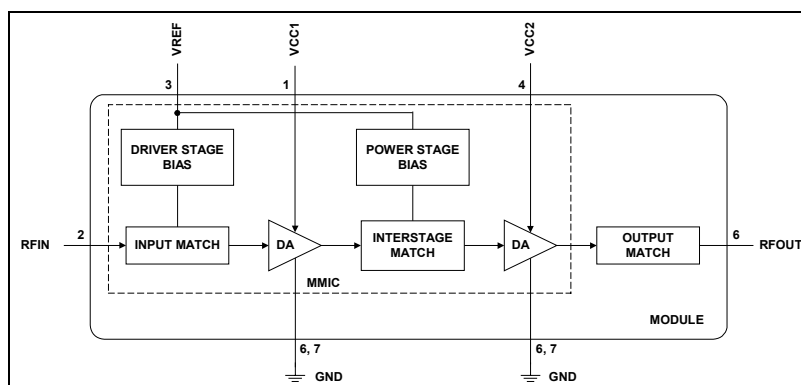 VREF
VCC1
VCC2
3
1
4
DRIVER STAGE
BIAS
POWER STAGE
BIAS
RFIN
2
INPUT MATCH
DA
INTERSTAGE
MATCH
DA
OUTPUT
MATCH
6
RFOUT
MMIC
MODULE
6, 7
6, 7
GND
GND